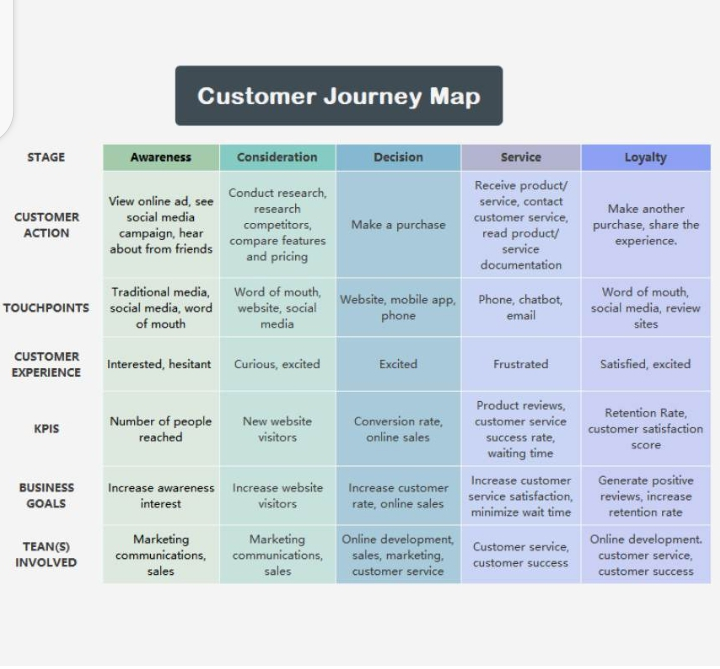 Customer Journey Map
STAGE
Awareness
Consideration
Decision
Service
Loyalty
CUSTOMER
ACTION
View online ad, see
social media
campaign, hear
about from friends
Conduct research,
research
competitors,
compare features
and pricing
Make a purchase
Receive product/
service, contact
customer service,
read product/
service
documentation
Make another
purchase, share the
experience.
TOUCHPOINTS
Traditional media,
social media, word
of mouth
Word of mouth,
website, social
media
Website, mobile app,
phone
Phone, chatbot,
email
Word of mouth,
social media, review
sites
CUSTOMER
EXPERIENCE
Interested, hesitant
Curious, excited
Excited
Frustrated
Satisfied, excited
KPIS
Number of people
reached
New website
visitors
Conversion rate,
online sales
Product reviews,
customer service
success rate,
waiting time
Retention Rate,
customer satisfaction
score
BUSINESS
GOALS
Increase awareness
interest
Increase website
visitors
Increase customer
rate, online sales
Increase customer
service satisfaction,
minimize wait time
Generate positive
reviews, increase
retention rate
TEAN(S)
INVOLVED
Marketing
communications,
sales
Marketing
communications,
sales
Online development,
sales, marketing,
customer service
Customer service,
customer success
Online development.
customer service,
customer success